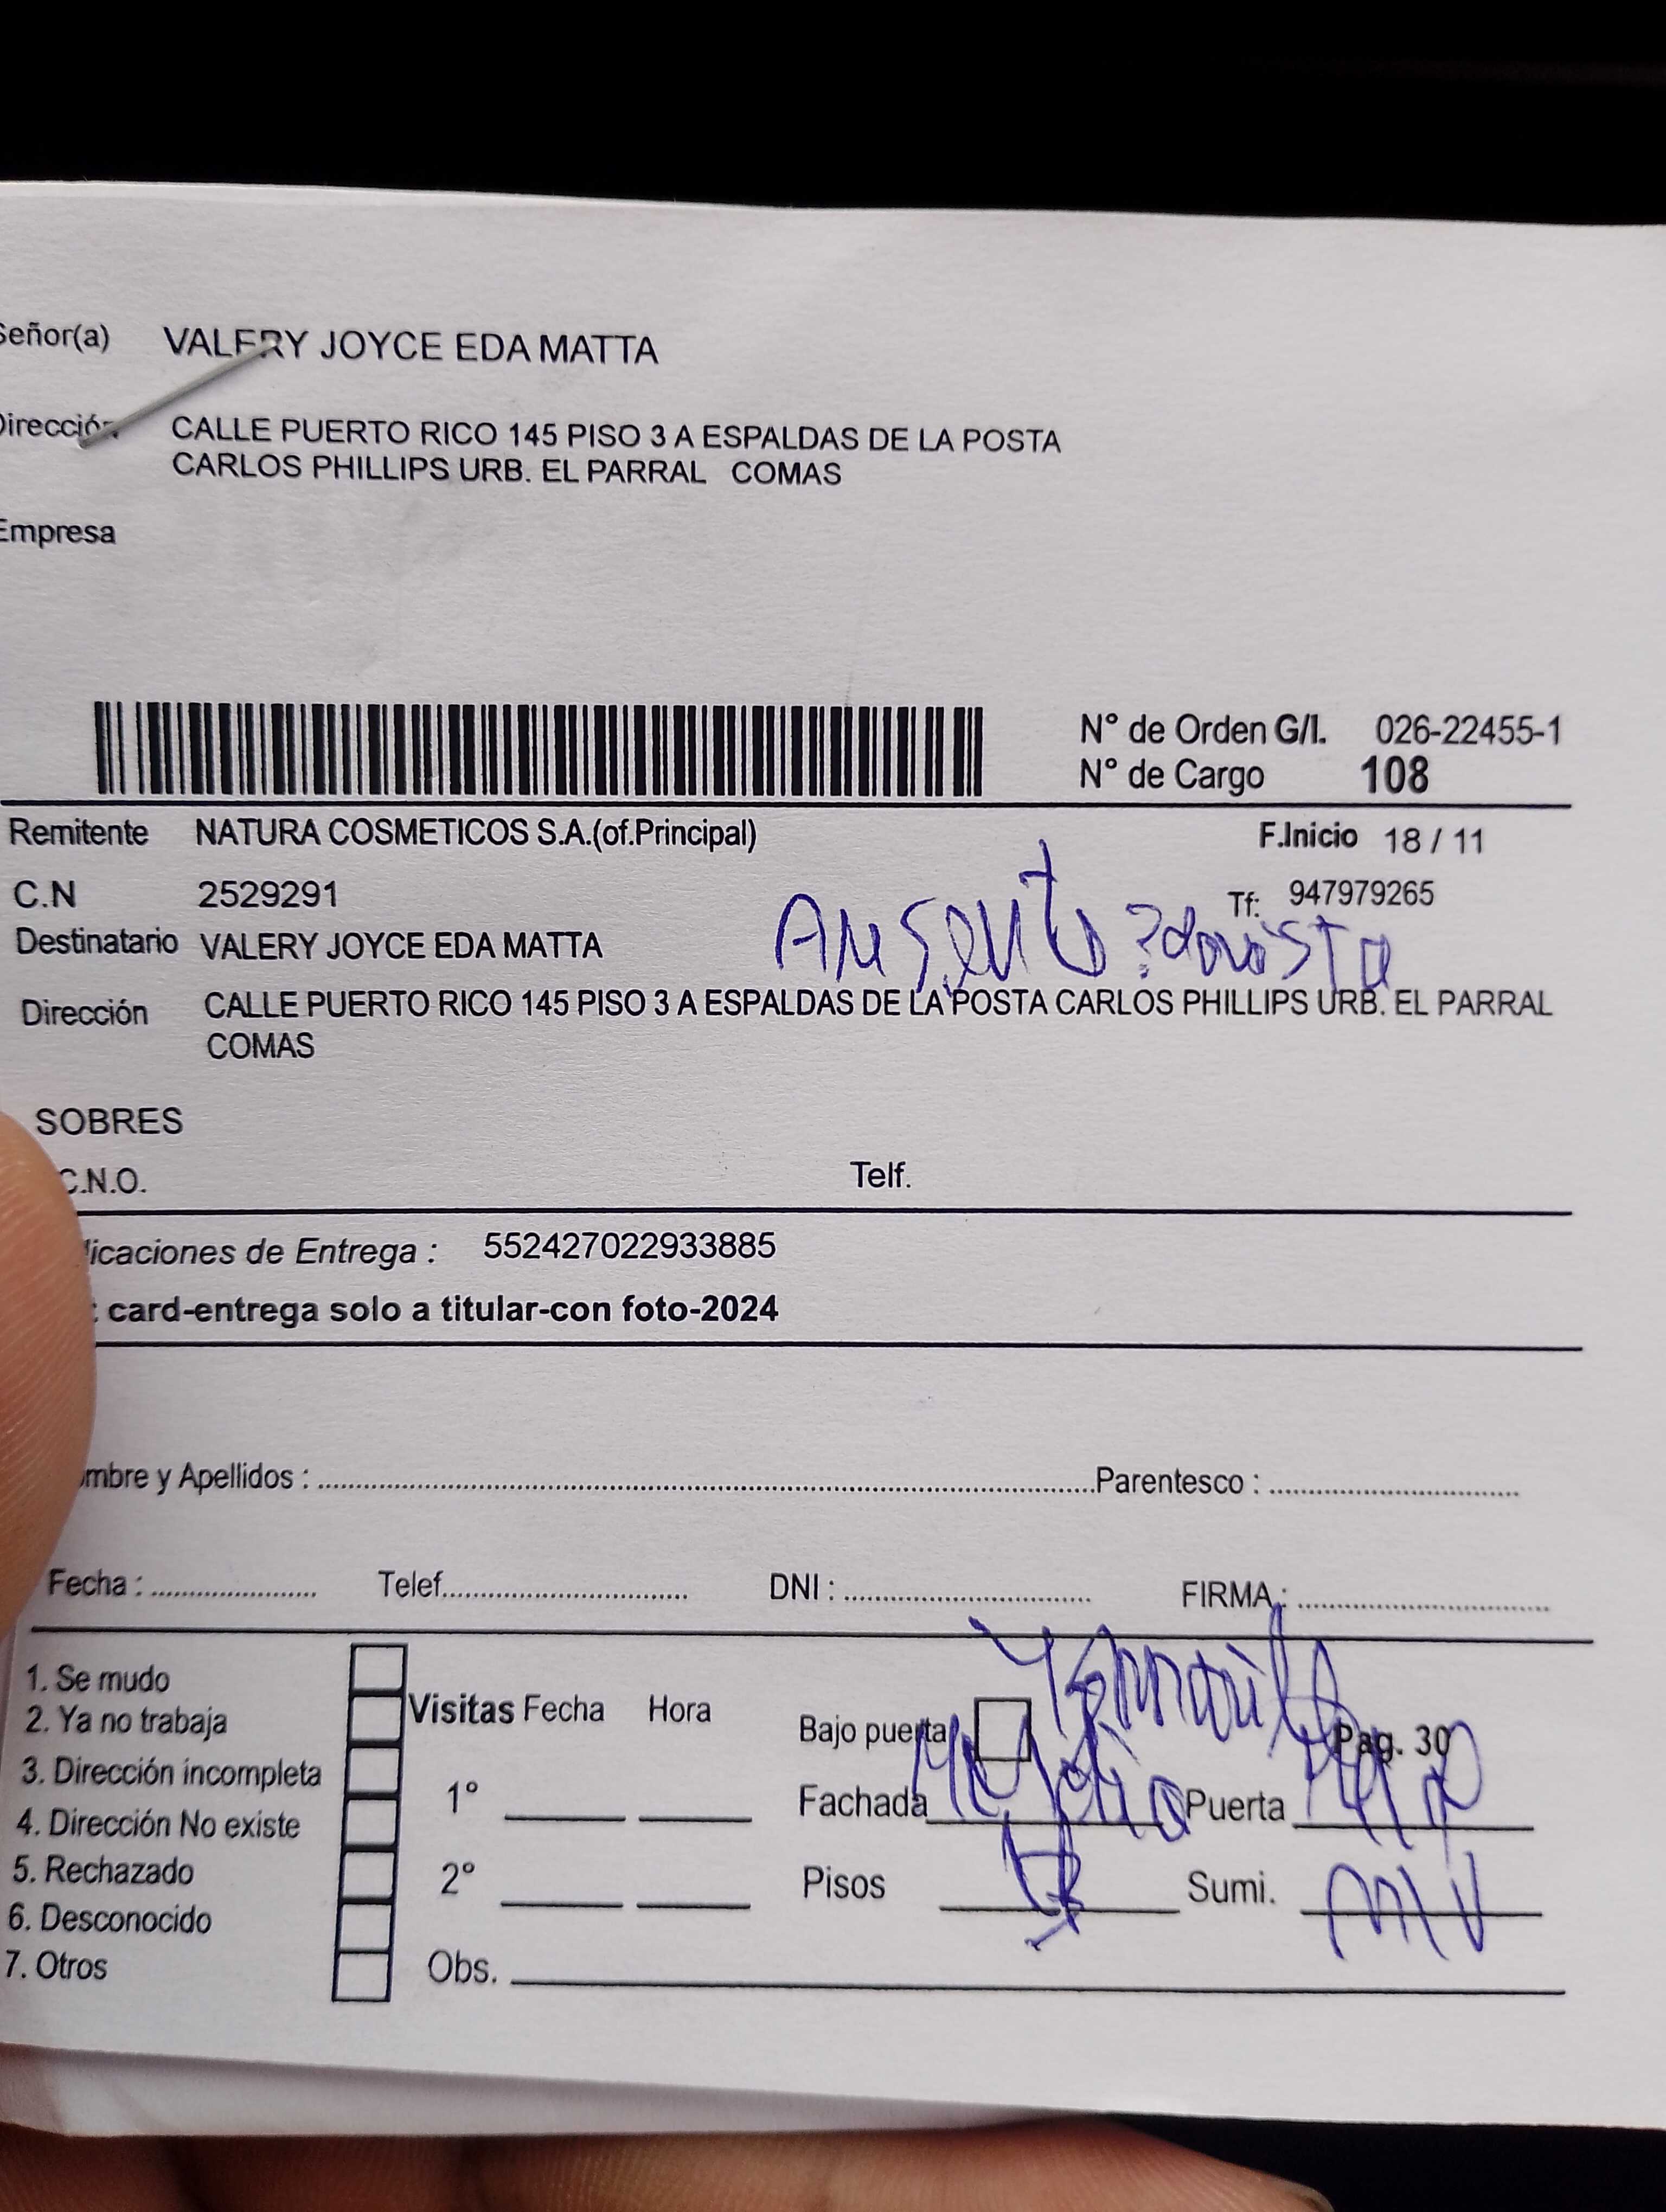 Señor(a) VALERY JOYCE EDA MATTA
Dirección CALLE PUERTO RICO 145 PISO 3 A ESPALDAS DE LA POSTA
CARLOS PHILLIPS URB. EL PARRAL COMAS
Empresa
N° de Orden G/I. 026-22455-1
N° de Cargo 108
Remitente NATURA COSMETICOS S.A.(of.Principal) F.Inicio 18 / 11
C.N 2529291 Tf: 947979265
Ausente
Destinatario VALERY JOYCE EDA MATTA
Dirección CALLE PUERTO RICO 145 PISO 3 A ESPALDAS DE LA POSTA CARLOS PHILLIPS URB. EL PARRAL
COMAS
SOBRES
C.N.O. Telf.
licaciones de Entrega : 552427022933885
: card-entrega solo a titular-con foto-2024
mbre y Apellidos : Parentesco :
Fecha : Telef. DNI : FIRMA :
1. Se mudo
2. Ya no trabaja
3. Dirección incompleta
4. Dirección No existe
5. Rechazado
6. Desconocido
7. Otros
Visitas Fecha Hora
1°
2°
Obs.
Bajo puerta Pag. 30
Fachada Puerta
Pisos Sumi.